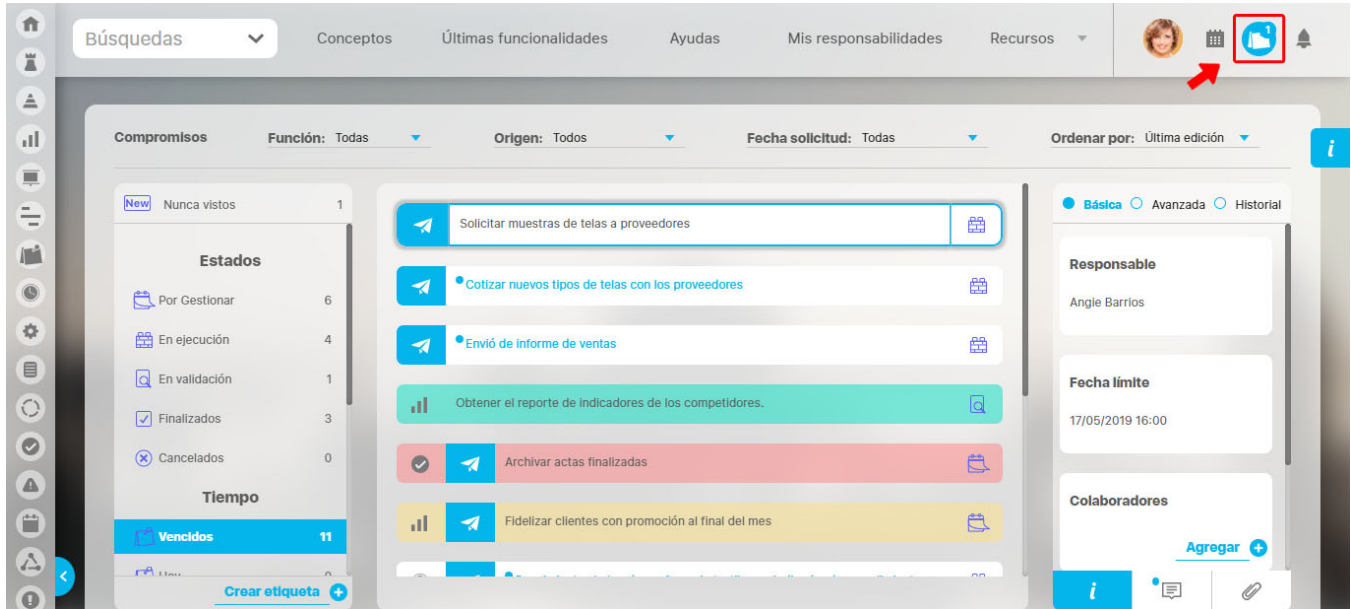 Búsquedas
Conceptos
Últimas funcionalidades
Ayudas
Mis responsabilidades
Recursos
1
Compromisos
Función: Todas
Origen: Todos
Fecha solicitud: Todas
Ordenar por: Última edición
i
New Nunca vistos 1
Estados
Por Gestionar 6
En ejecución 4
En validación 1
Finalizados 3
Cancelados 0
Tiempo
Vencidos 11
Crear etiqueta
Solicitar muestras de telas a proveedores
Cotizar nuevos tipos de telas con los proveedores
Envió de informe de ventas
Obtener el reporte de indicadores de los competidores.
Archivar actas finalizadas
Fidelizar clientes con promoción al final del mes
Básica Avanzada Historial
Responsable
Angie Barrios
Fecha límite
17/05/2019 16:00
Colaboradores
Agregar
i